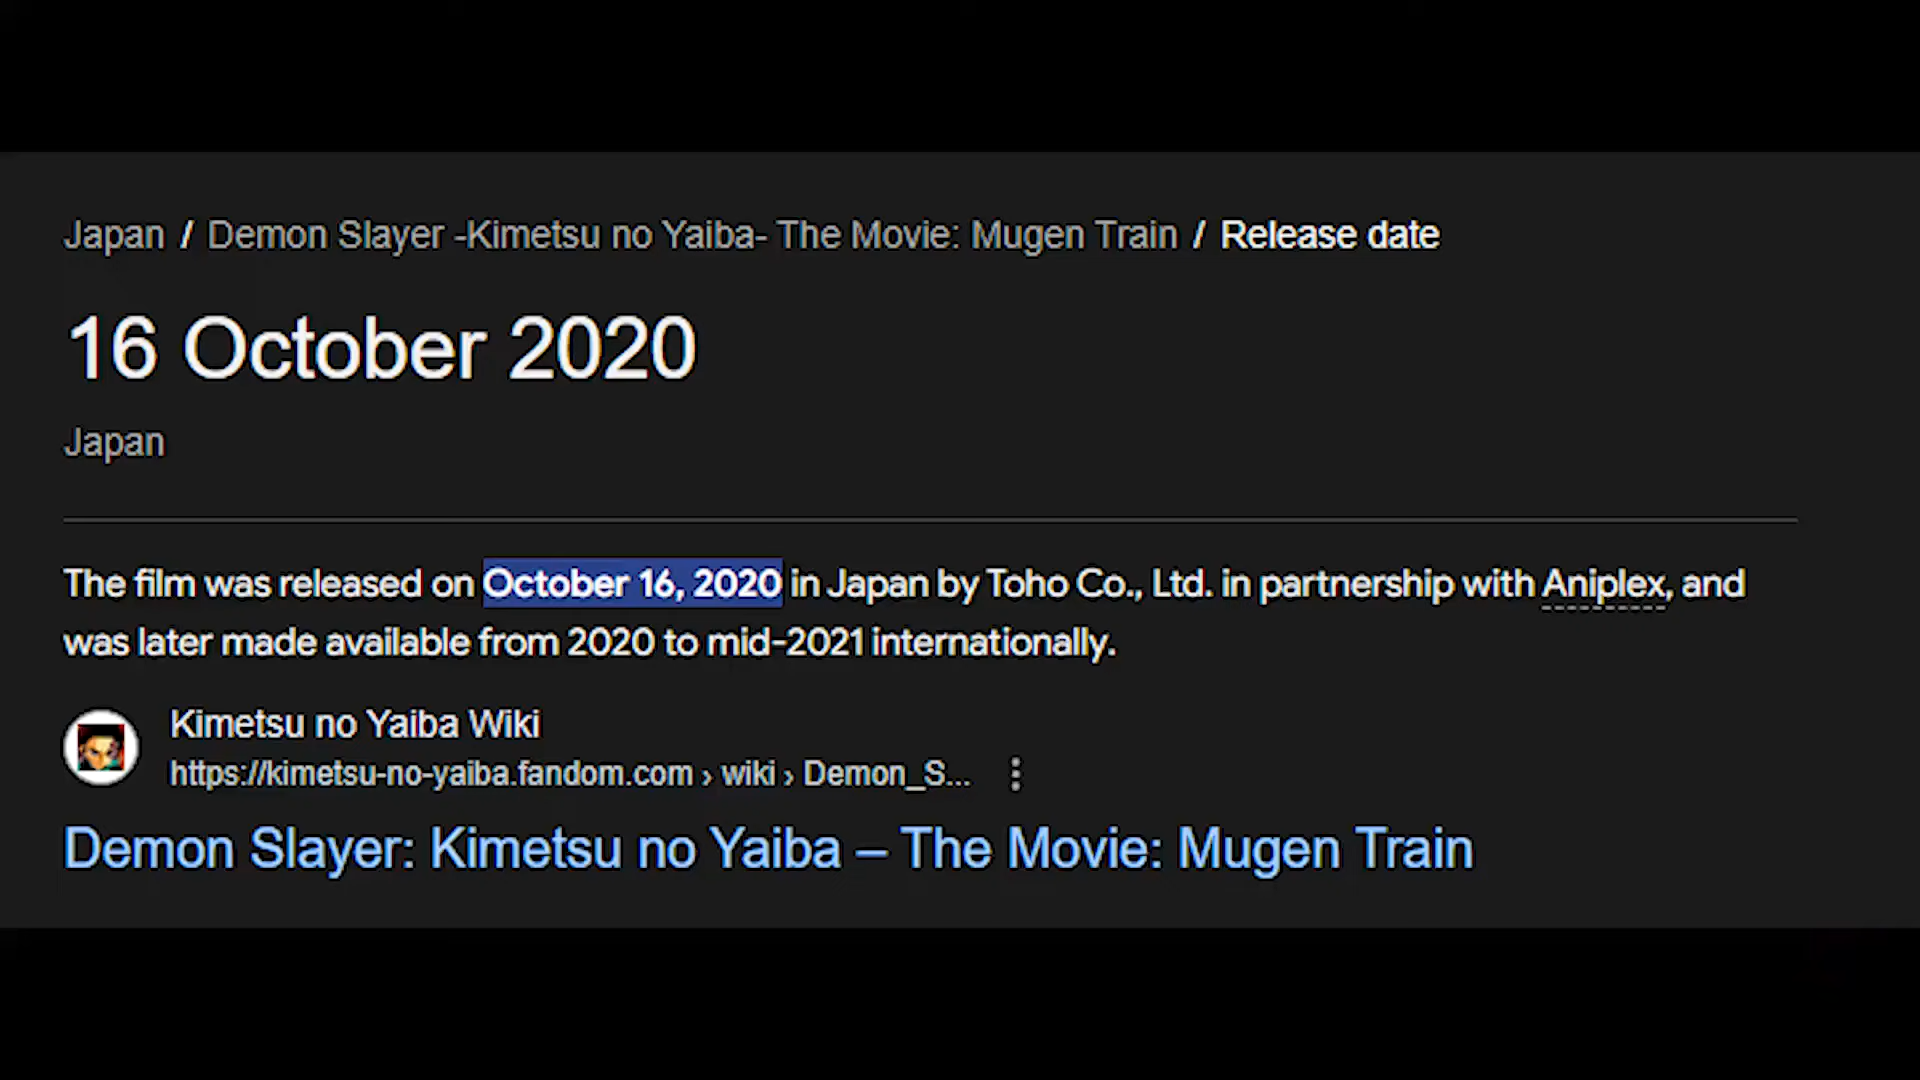 Japan / Demon Slayer -Kimetsu no Yaiba- The Movie: Mugen Train / Release date
16 October 2020
Japan
The film was released on October 16, 2020 in Japan by Toho Co., Ltd. in partnership with Aniplex, and
was later made available from 2020 to mid-2021 internationally.
Kimetsu no Yaiba Wiki
https://kimetsu-no-yaiba.fandom.com › wiki › Demon_S...
Demon Slayer: Kimetsu no Yaiba – The Movie: Mugen Train